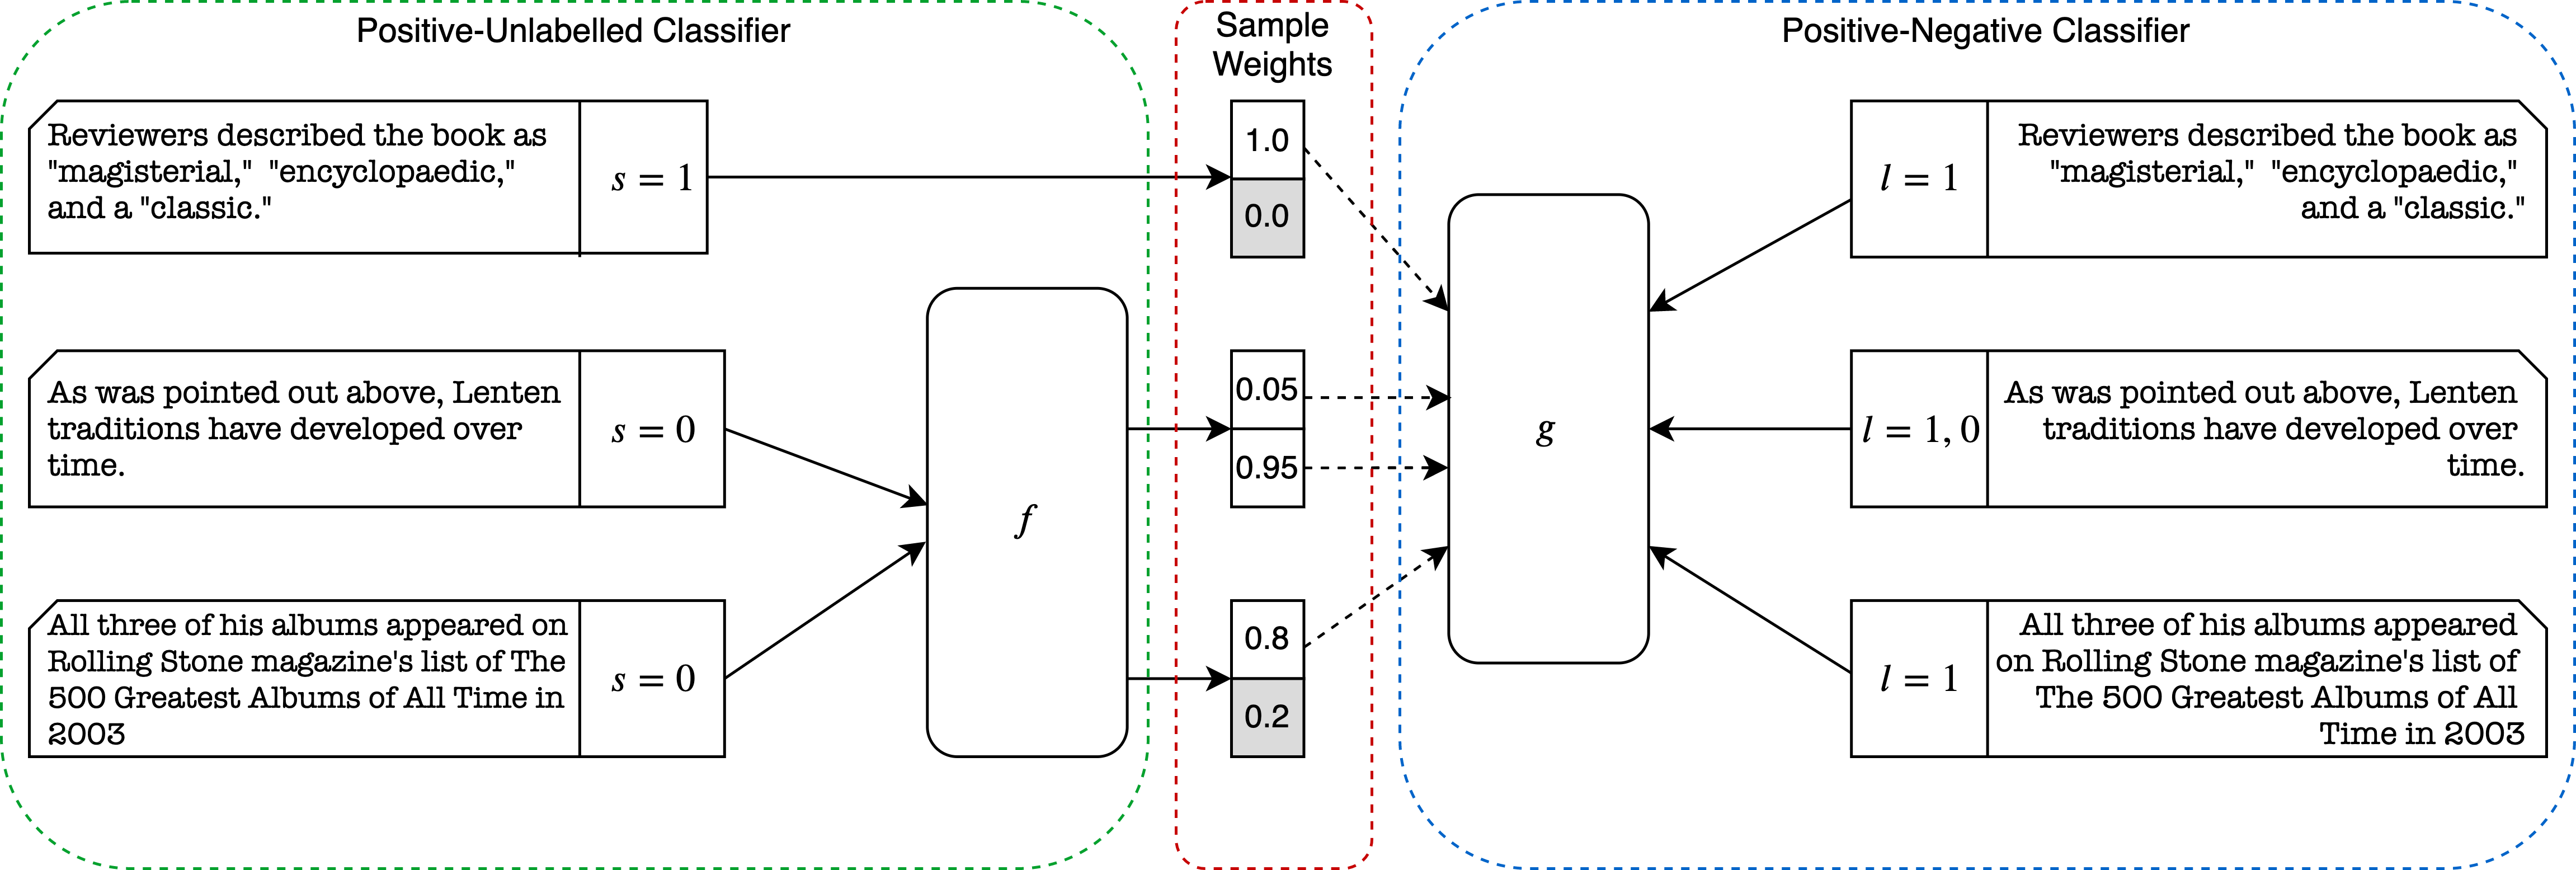 Positive-Unlabelled Classifier
Reviewers described the book as
"magisterial," "encyclopaedic,"
and a "classic."
s = 1
As was pointed out above, Lenten
traditions have developed over
time.
s = 0
All three of his albums appeared on
Rolling Stone magazine's list of The
500 Greatest Albums of All Time in
2003
s = 0
f
Sample
Weights
1.0
0.0
0.05
0.95
0.8
0.2
Positive-Negative Classifier
g
l = 1
Reviewers described the book as
"magisterial," "encyclopaedic,"
and a "classic."
l = 1, 0
As was pointed out above, Lenten
traditions have developed over
time.
l = 1
All three of his albums appeared
on Rolling Stone magazine's list of
The 500 Greatest Albums of All
Time in 2003